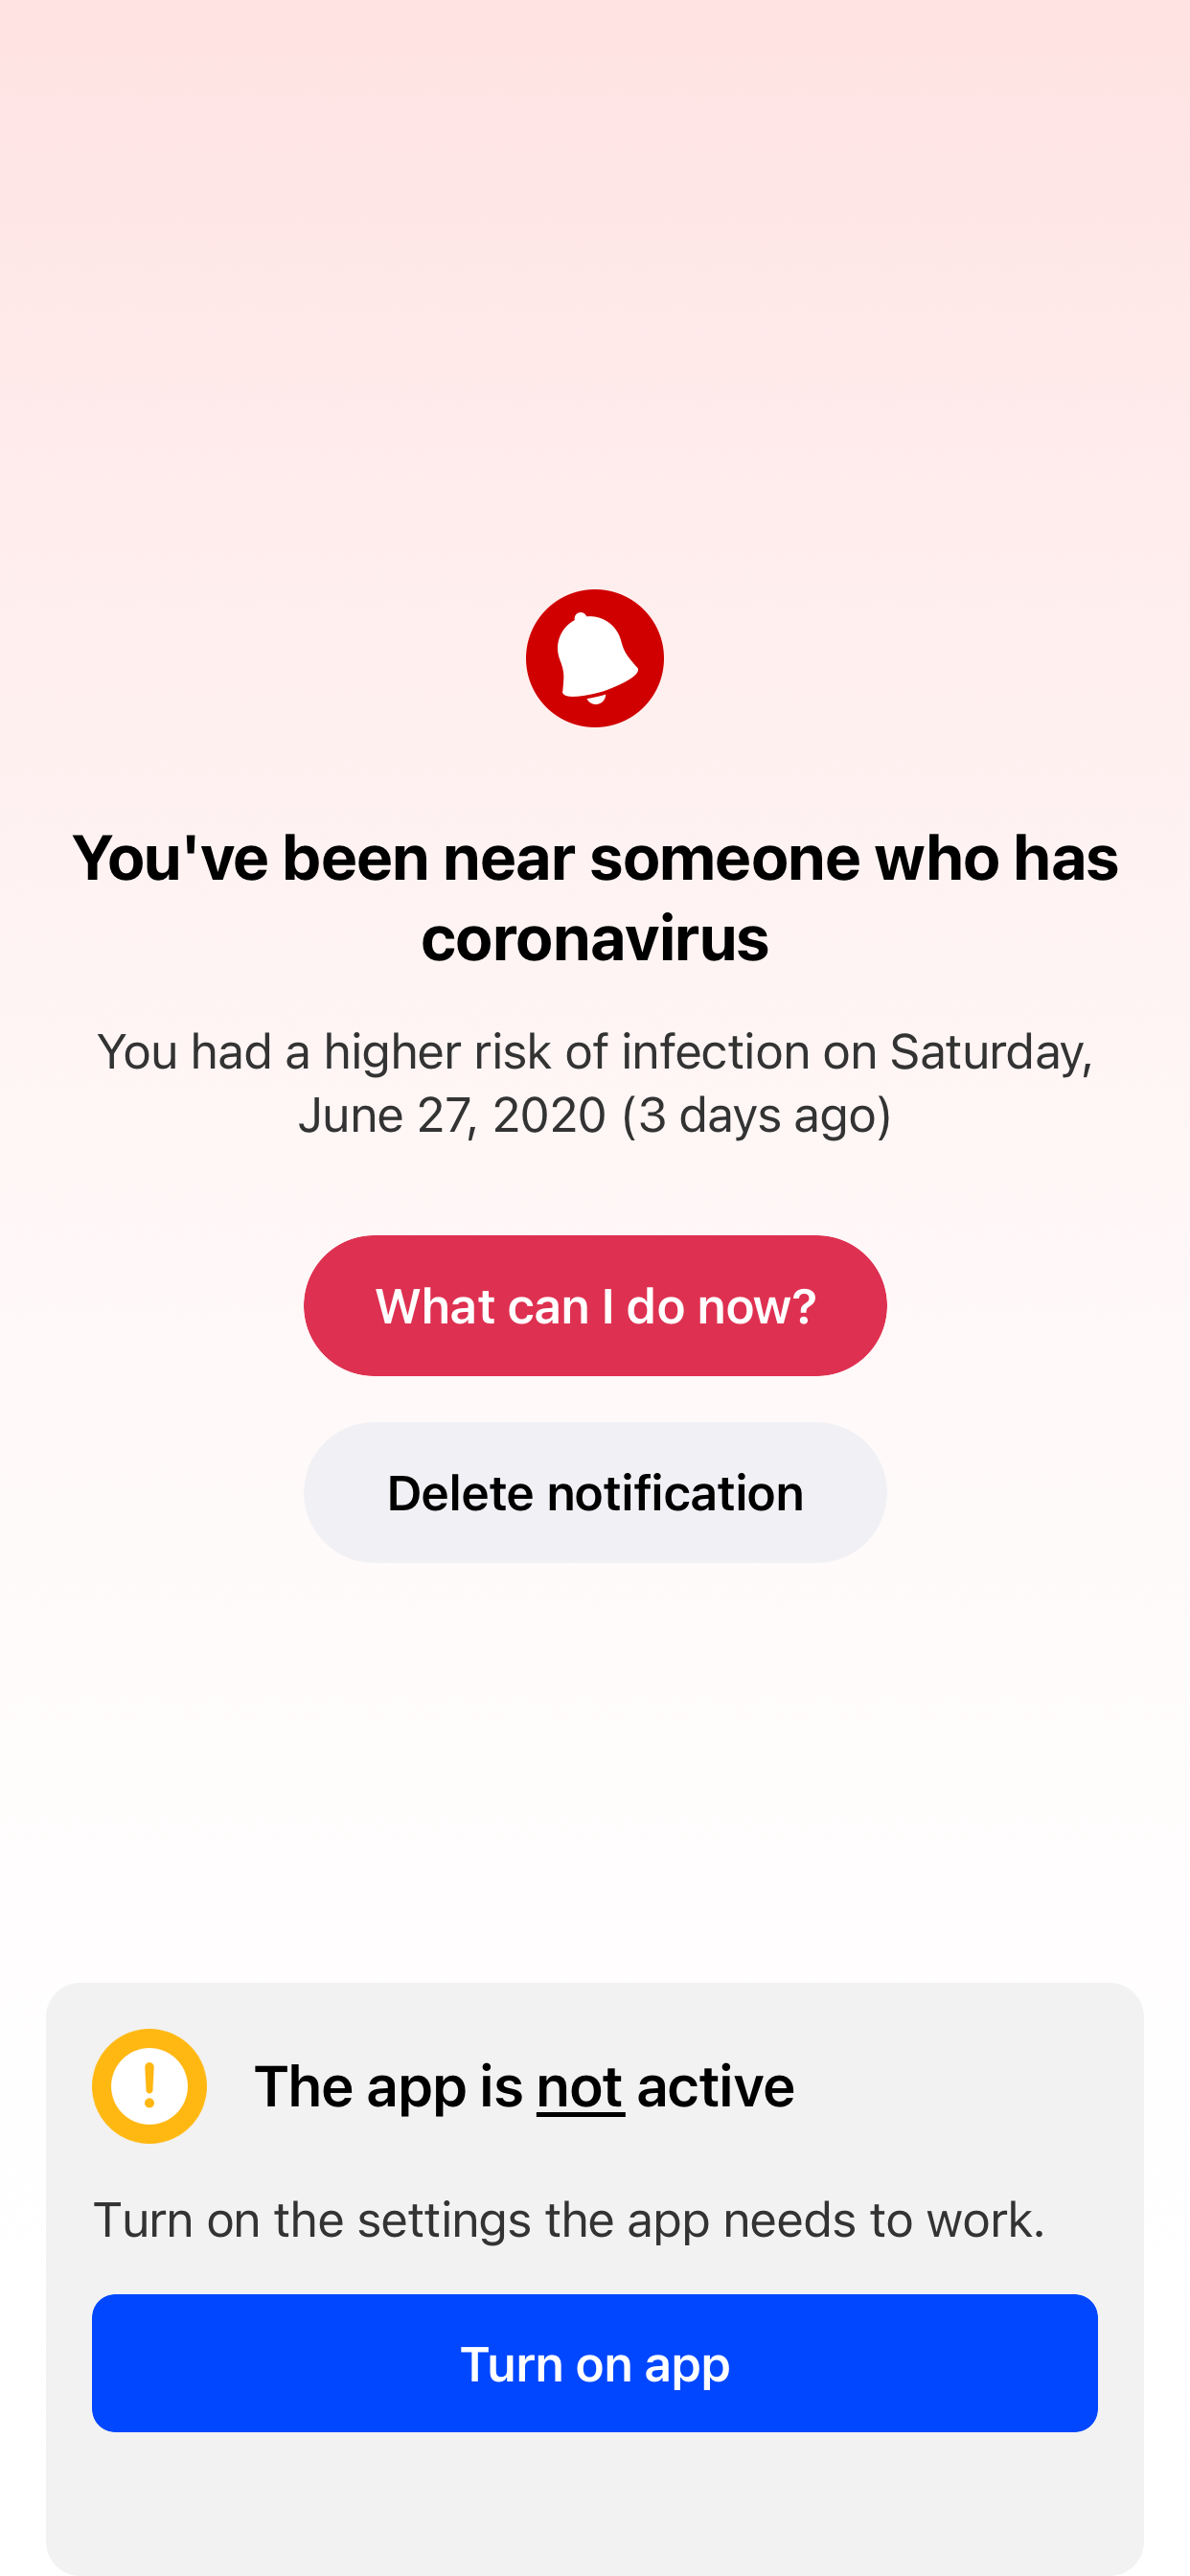 You've been near someone who has
coronavirus
You had a higher risk of infection on Saturday,
June 27, 2020 (3 days ago)
What can I do now?
Delete notification
The app is not active
Turn on the settings the app needs to work.
Turn on app